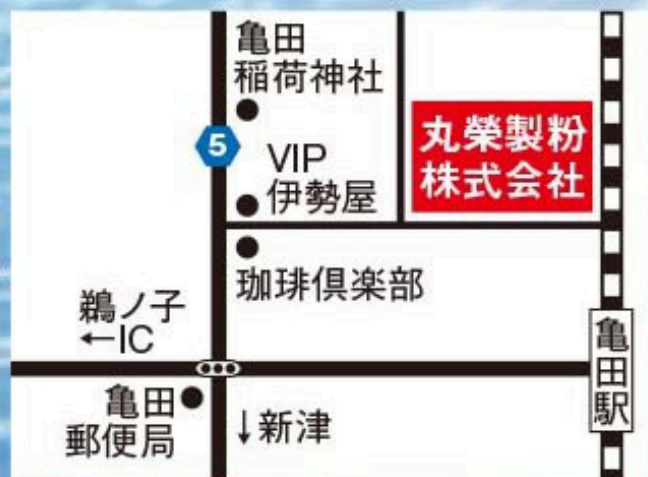 亀田
稲荷神社
5
VIP
伊勢屋
丸榮製粉
株式会社
珈琲倶楽部
鵜ノ子
←IC
亀田駅
亀田
郵便局
↓新津